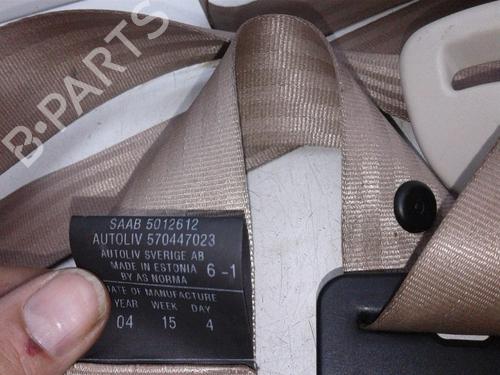 B-PARTS
SAAB 5012612
AUTOLIV 570447023
AUTOLIV SVERIGE AB
MADE IN ESTONIA 6-1
BY AS NORMA
DATE OF MANUFACTURE
YEAR WEEK DAY
04 15 4